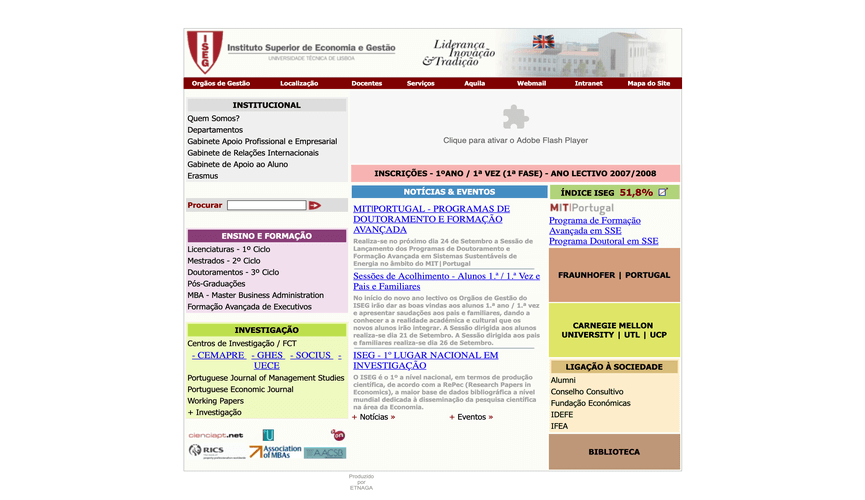 ISEG
Instituto Superior de Economia e Gestão
UNIVERSIDADE TÉCNICA DE LISBOA
Liderança
Inovação
&Tradição
Orgãos de Gestão Localização Docentes Serviços Aquila Webmail Intranet Mapa do Site
INSTITUCIONAL
Quem Somos?
Departamentos
Gabinete Apoio Profissional e Empresarial
Gabinete de Relações Internacionais
Gabinete de Apoio ao Aluno
Erasmus
Procurar
ENSINO E FORMAÇÃO
Licenciaturas - 1º Ciclo
Mestrados - 2º Ciclo
Doutoramentos - 3º Ciclo
Pós-Graduações
MBA - Master Business Administration
Formação Avançada de Executivos
INVESTIGAÇÃO
Centros de Investigação / FCT
- CEMAPRE - GHES - SOCIUS -
UECE
Portuguese Journal of Management Studies
Portuguese Economic Journal
Working Papers
+ Investigação
cienciapt.net
RICS
Association
of MBAs
AACSB
Clique para ativar o Adobe Flash Player
INSCRIÇÕES - 1ºANO / 1ª VEZ (1ª FASE) - ANO LECTIVO 2007/2008
NOTÍCIAS & EVENTOS
MIT|PORTUGAL - PROGRAMAS DE
DOUTORAMENTO E FORMAÇÃO
AVANÇADA
Realiza-se no próximo dia 24 de Setembro a Sessão de
Lançamento dos Programas de Doutoramento e
Formação Avançada em Sistemas Sustentáveis de
Energia no âmbito do MIT|Portugal
Sessões de Acolhimento - Alunos 1.ª / 1.ª Vez e
Pais e Familiares
No início do novo ano lectivo os Orgãos de Gestão do
ISEG irão dar as boas vindas aos alunos 1.ª ano / 1.ª vez
e apresentar saudações aos pais e familiares, dando a
conhecer a a realidade académica e cultural que os
novos alunos irão integrar. A Sessão dirigida aos alunos
realiza-se dia 21 de Setembro. A Sessão dirigida aos pais
e familiares realiza-se dia 26 de Setembro.
ISEG - 1º LUGAR NACIONAL EM
INVESTIGAÇÃO
O ISEG é o 1º a nível nacional, em termos de produção
científica, de acordo com a RePec (Research Papers in
Economics), a maior base de dados bibliográfica a nível
mundial dedicada à disseminação da pesquisa científica
na área da Economia.
+ Notícias » + Eventos »
ÍNDICE ISEG 51,8%
MIT|Portugal
Programa de Formação
Avançada em SSE
Programa Doutoral em SSE
FRAUNHOFER | PORTUGAL
CARNEGIE MELLON
UNIVERSITY | UTL | UCP
LIGAÇÃO À SOCIEDADE
Alumni
Conselho Consultivo
Fundação Económicas
IDEFE
IFEA
BIBLIOTECA
Produzido
por
ETNAGA